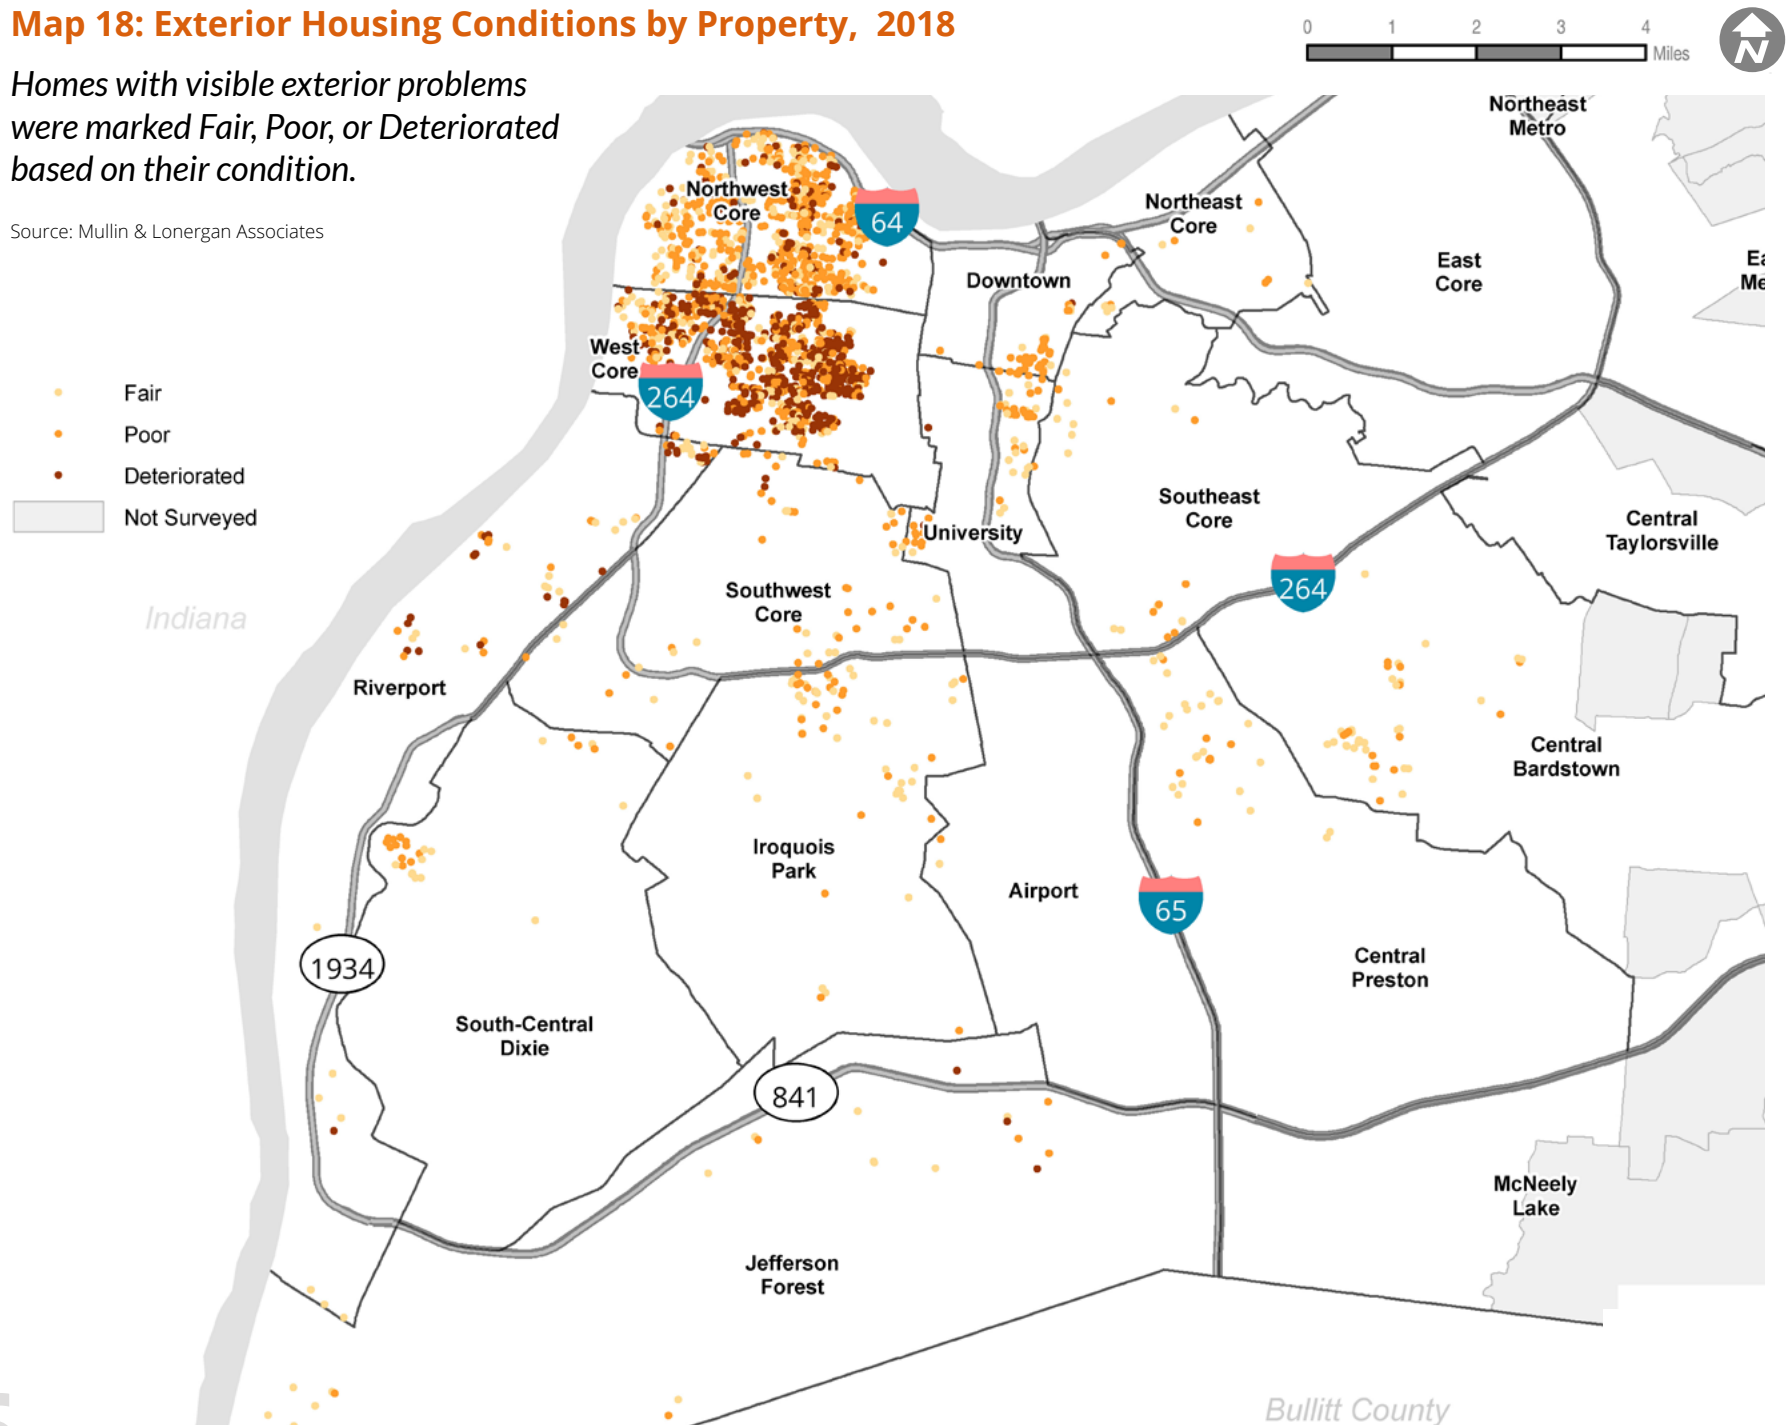 Map 18: Exterior Housing Conditions by Property, 2018
Homes with visible exterior problems
were marked Fair, Poor, or Deteriorated
based on their condition.
Source: Mullin & Lonergan Associates
0 1 2 3 4
Miles
N
Northeast
Metro
Northwest
Core
64
Northeast
Core
Downtown
East
Core
Ea
Me
West
Core
264
Fair
Poor
Deteriorated
Not Surveyed
Southeast
Core
University
Central
Taylorsville
264
Indiana
Southwest
Core
Riverport
Central
Bardstown
Iroquois
Park
Airport
65
1934
Central
Preston
South-Central
Dixie
841
McNeely
Lake
Jefferson
Forest
Bullitt County